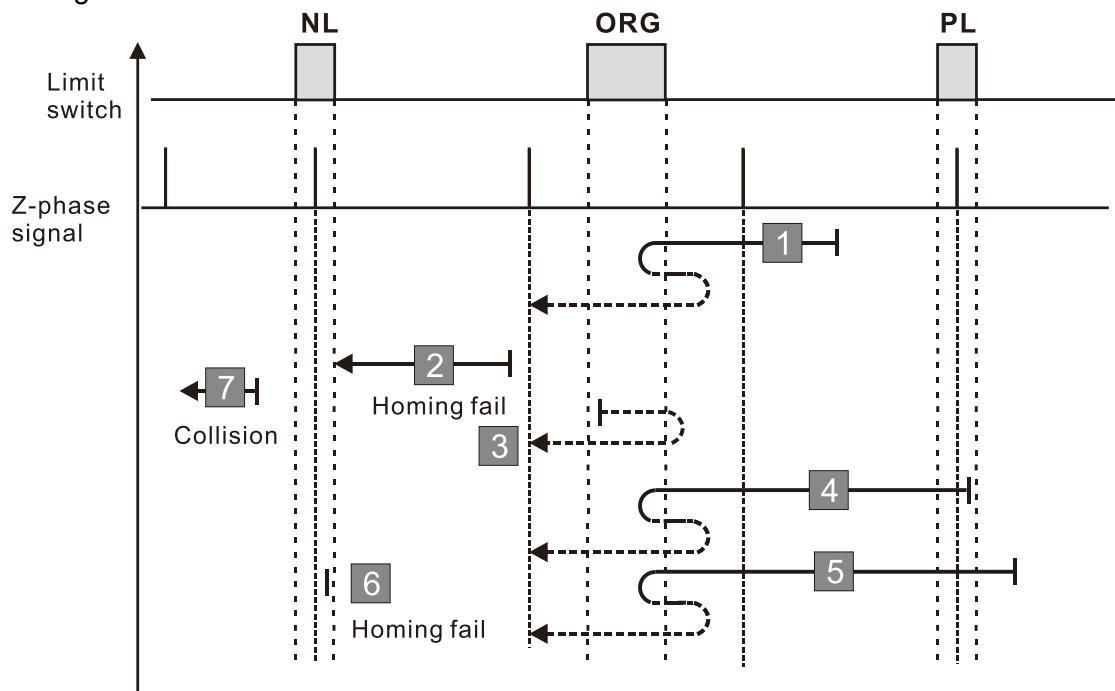 NL ORG PL
Limit
switch
Z-phase
signal
1
2
7
Homing fail
Collision
3
4
5
6
Homing fail